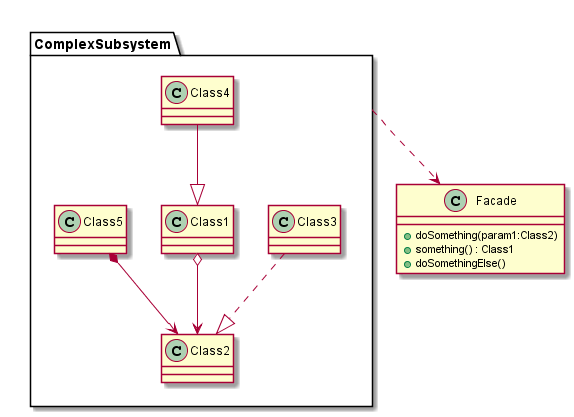 ComplexSubsystem
C Class4
C Class5
C Class1
C Class3
C Facade
doSomething(param1:Class2)
something() : Class1
doSomethingElse()
C Class2